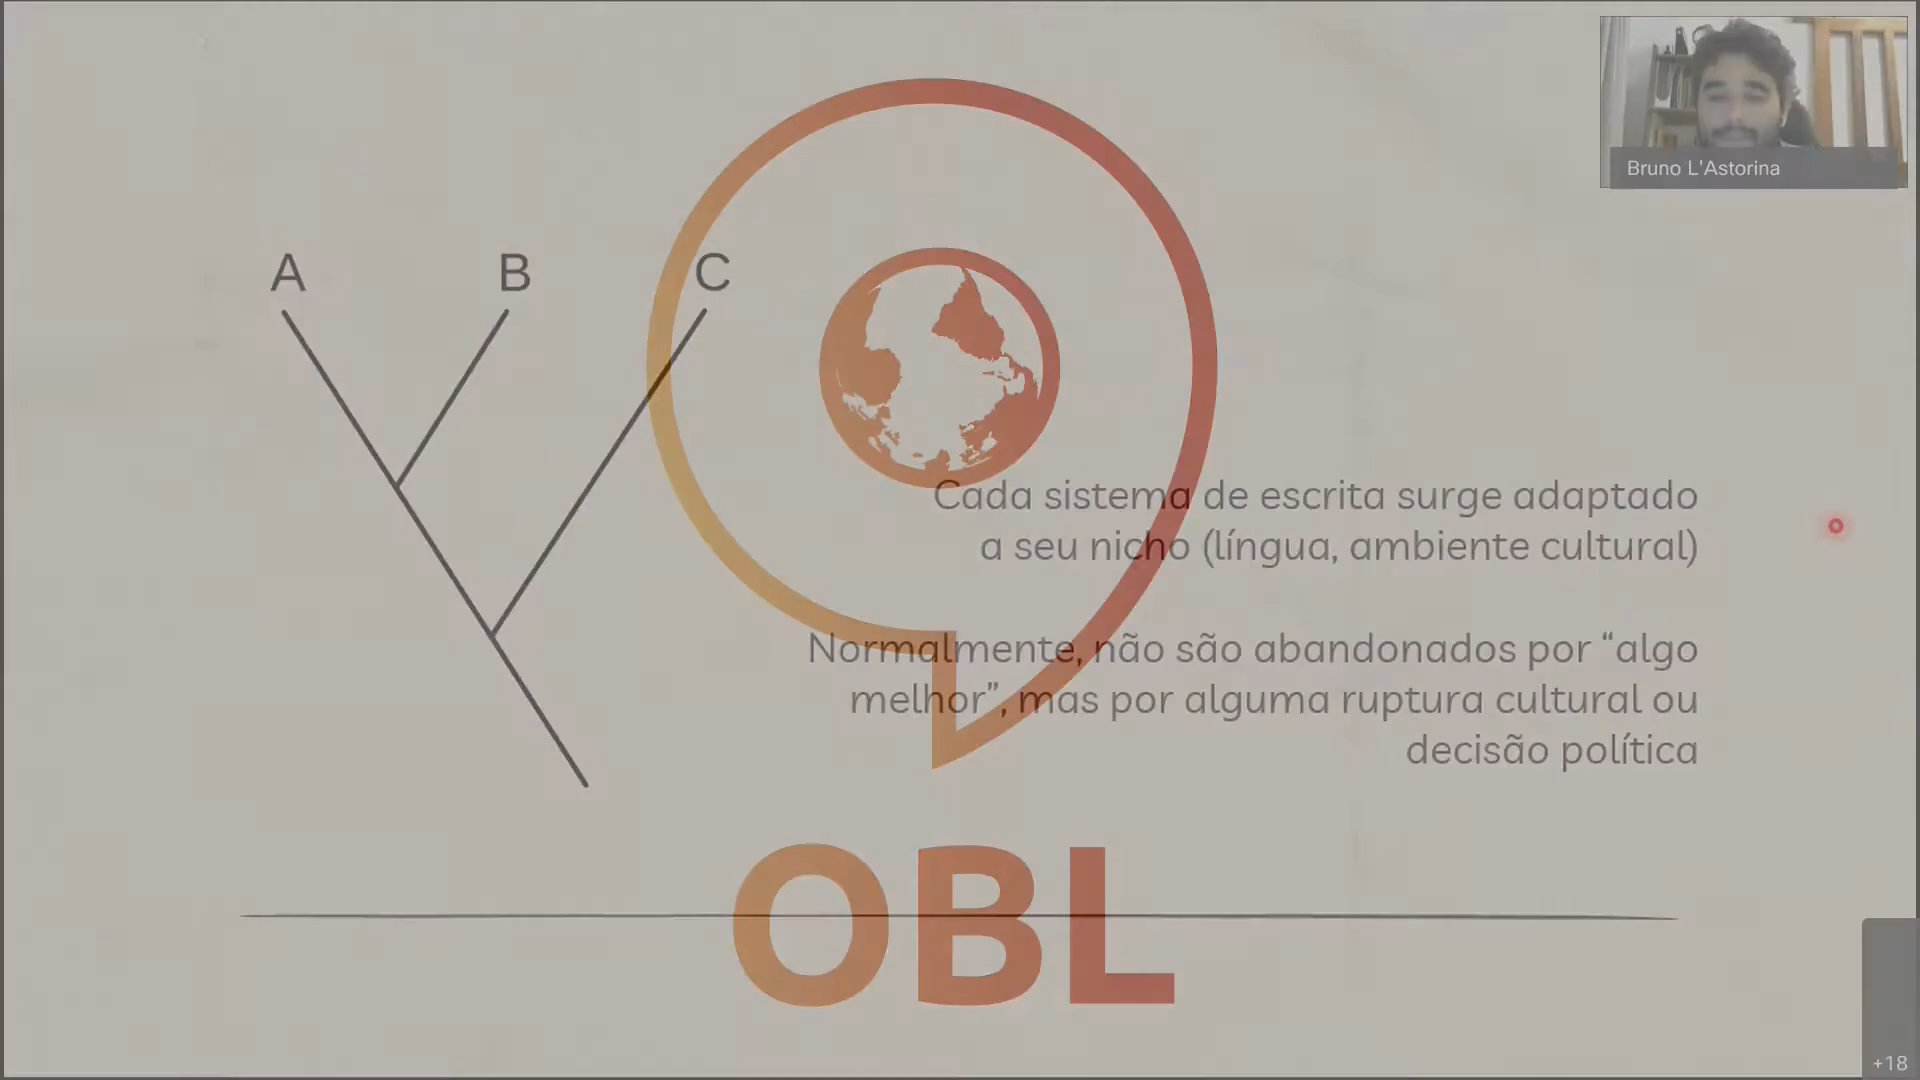 Bruno L'Astorina
A B C
Cada sistema de escrita surge adaptado
a seu nicho (língua, ambiente cultural)
Normalmente, não são abandonados por “algo
melhor”, mas por alguma ruptura cultural ou
decisão política
OBL
+18